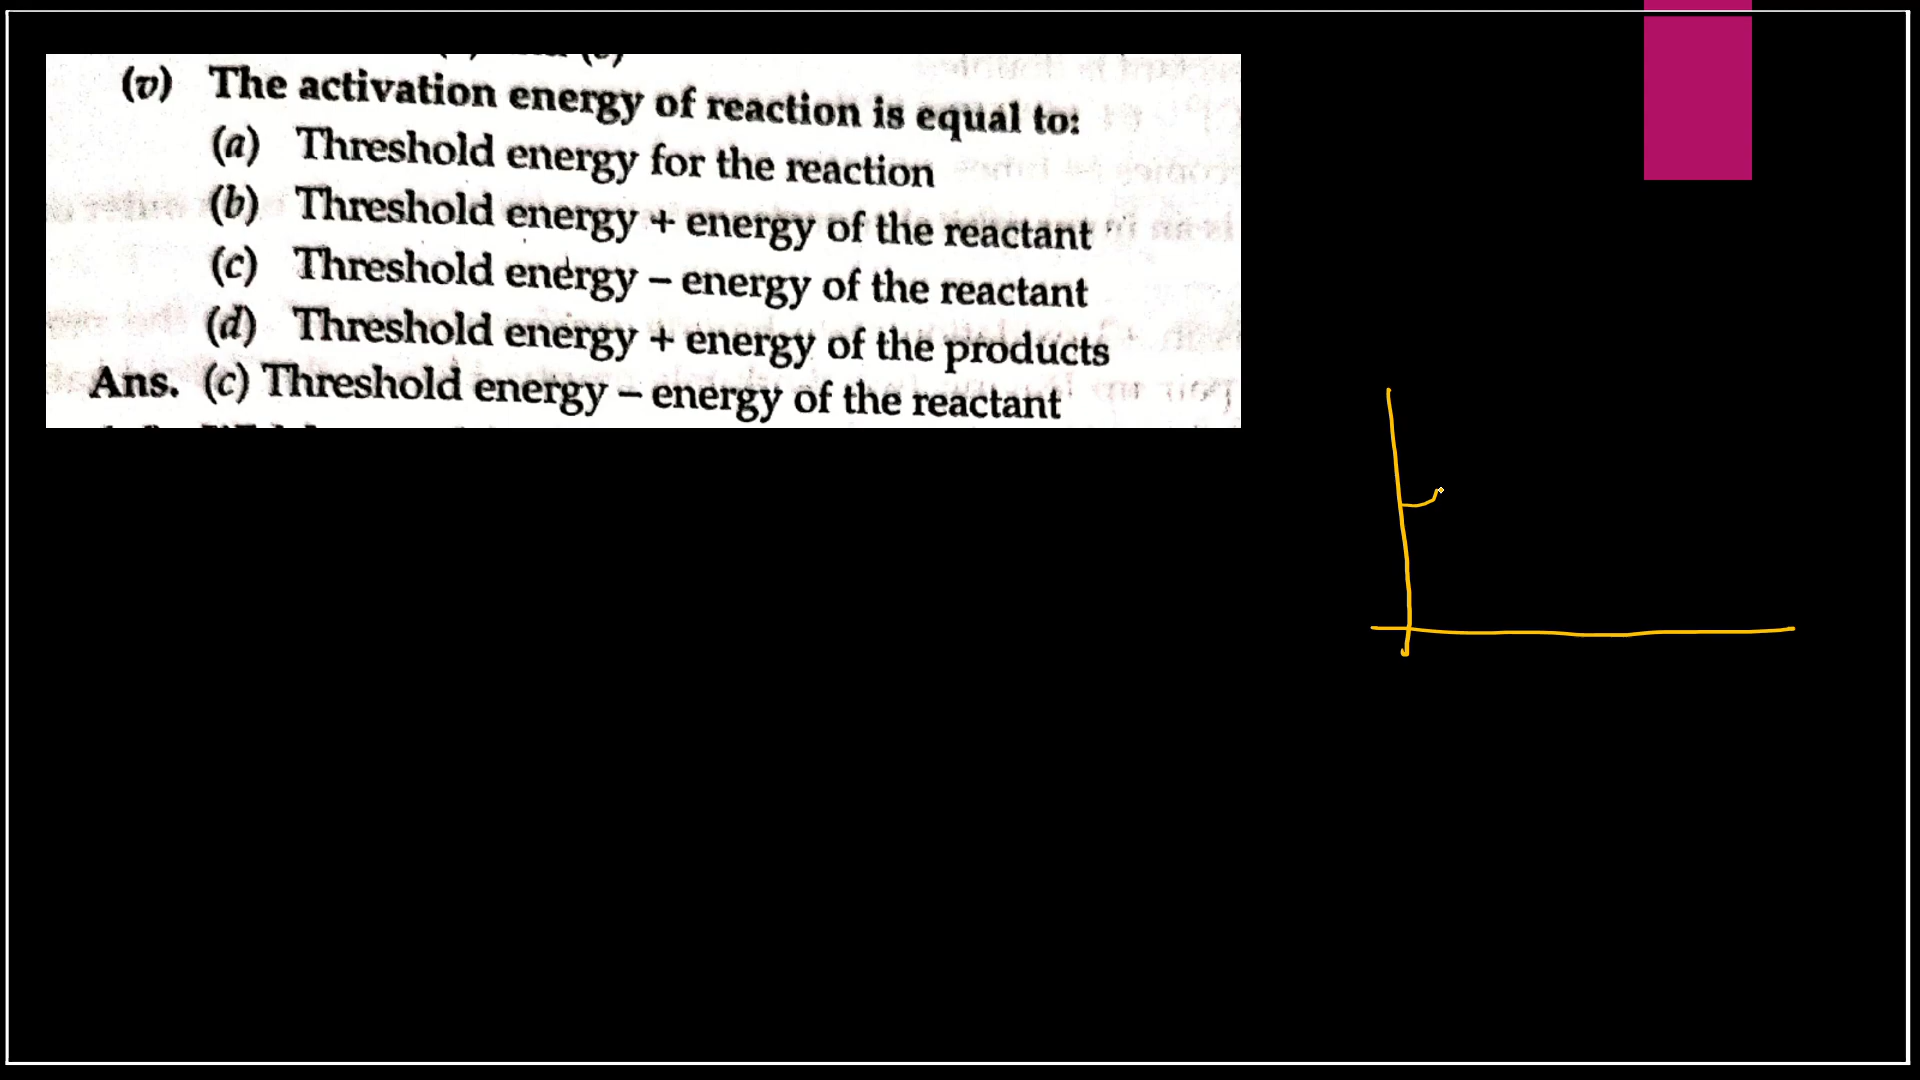 (v) The activation energy of reaction is equal to:
(a) Threshold energy for the reaction
(b) Threshold energy + energy of the reactant
(c) Threshold energy – energy of the reactant
(d) Threshold energy + energy of the products
Ans. (c) Threshold energy – energy of the reactant